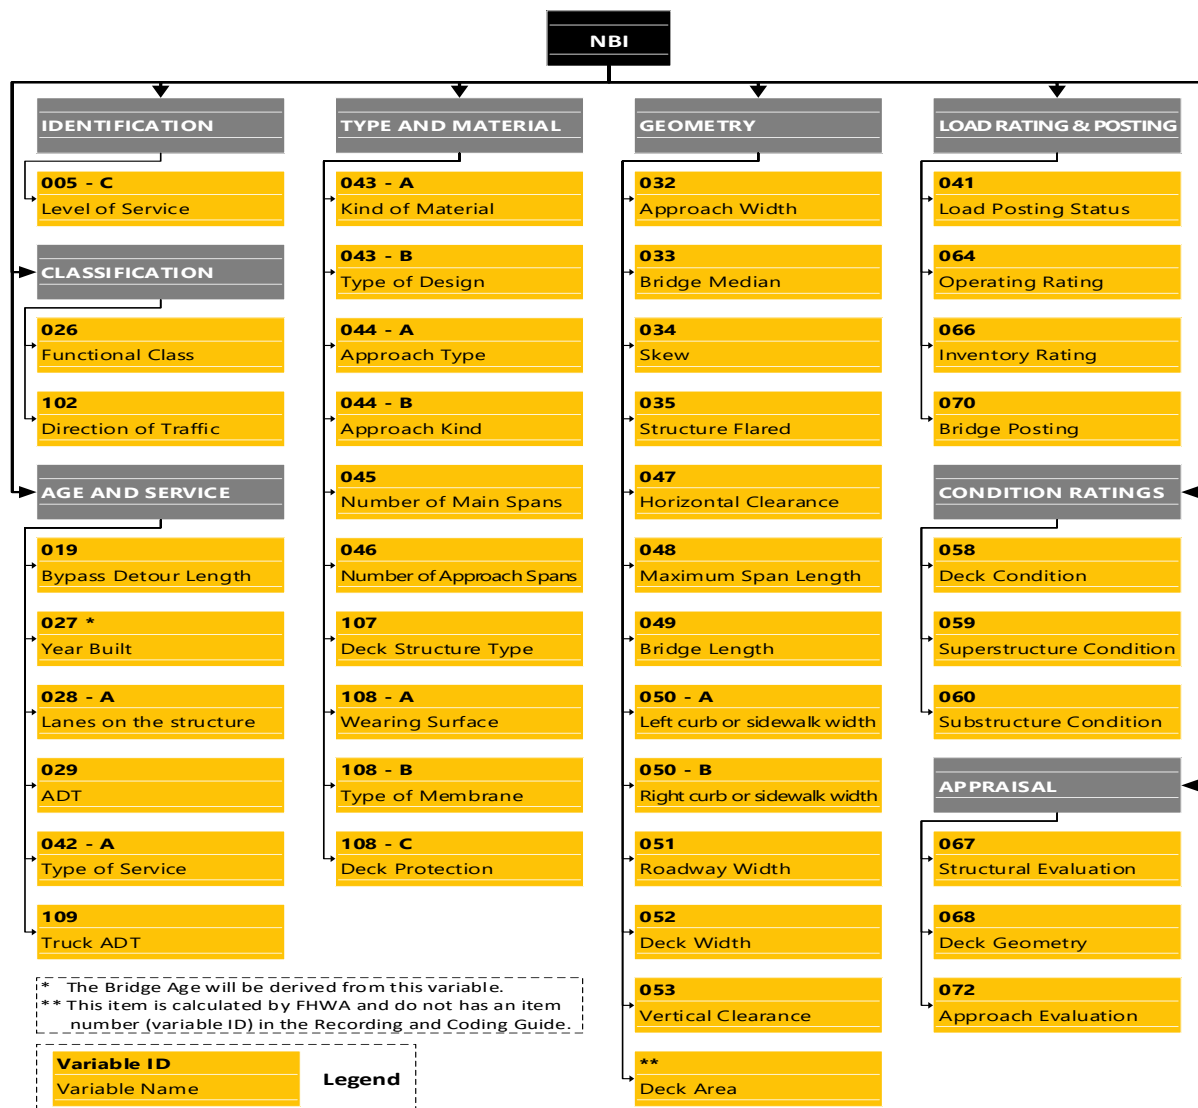 NBI
IDENTIFICATION
005 - C
Level of Service
CLASSIFICATION
026
Functional Class
102
Direction of Traffic
AGE AND SERVICE
019
Bypass Detour Length
027 *
Year Built
028 - A
Lanes on the structure
029
ADT
042 - A
Type of Service
109
Truck ADT
TYPE AND MATERIAL
043 - A
Kind of Material
043 - B
Type of Design
044 - A
Approach Type
044 - B
Approach Kind
045
Number of Main Spans
046
Number of Approach Spans
107
Deck Structure Type
108 - A
Wearing Surface
108 - B
Type of Membrane
108 - C
Deck Protection
GEOMETRY
032
Approach Width
033
Bridge Median
034
Skew
035
Structure Flared
047
Horizontal Clearance
048
Maximum Span Length
049
Bridge Length
050 - A
Left curb or sidewalk width
050 - B
Right curb or sidewalk width
051
Roadway Width
052
Deck Width
053
Vertical Clearance
**
Deck Area
LOAD RATING & POSTING
041
Load Posting Status
064
Operating Rating
066
Inventory Rating
070
Bridge Posting
CONDITION RATINGS
058
Deck Condition
059
Superstructure Condition
060
Substructure Condition
APPRAISAL
067
Structural Evaluation
068
Deck Geometry
072
Approach Evaluation
* The Bridge Age will be derived from this variable.
** This item is calculated by FHWA and do not has an item
number (variable ID) in the Recording and Coding Guide.
Variable ID
Variable Name
Legend